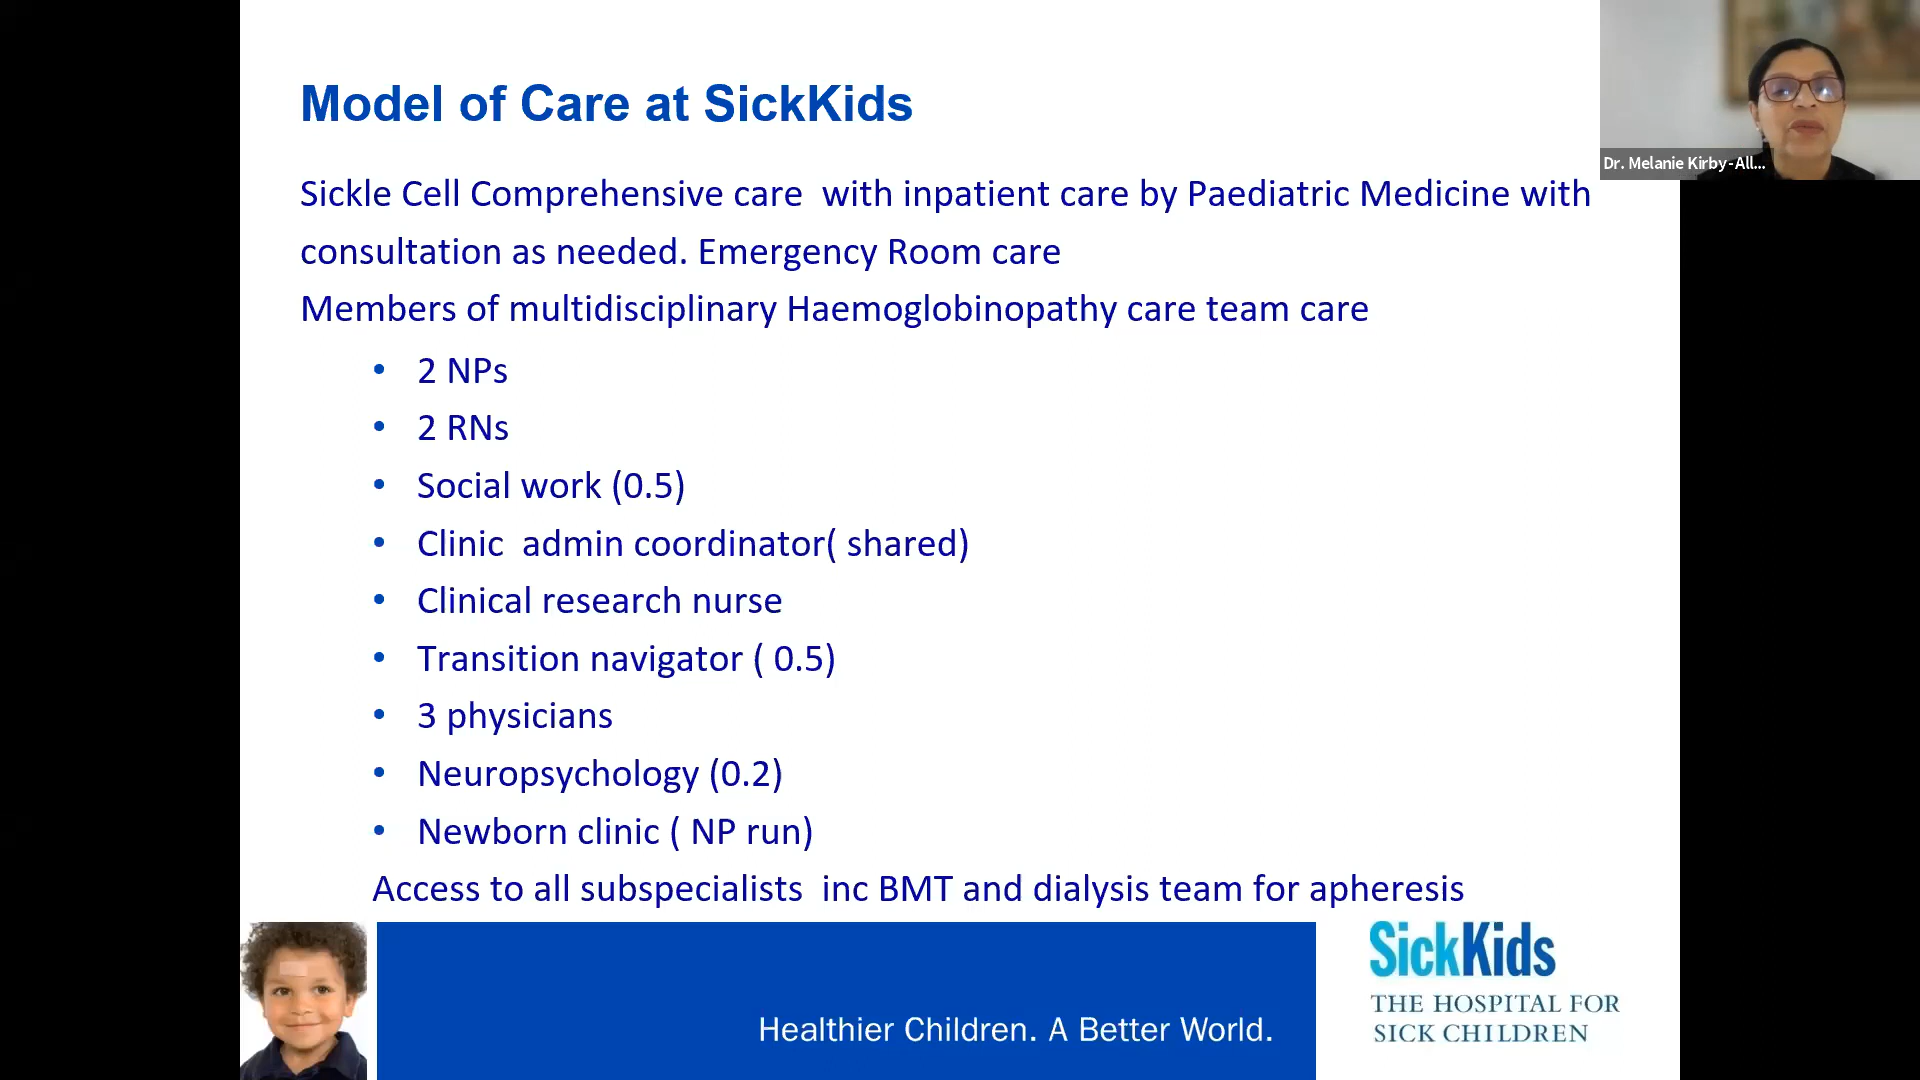 Model of Care at SickKids
Dr. Melanie Kirby-All...
Sickle Cell Comprehensive care  with inpatient care by Paediatric Medicine with
consultation as needed. Emergency Room care
Members of multidisciplinary Haemoglobinopathy care team care
• 2 NPs
• 2 RNs
• Social work (0.5)
• Clinic  admin coordinator( shared)
• Clinical research nurse
• Transition navigator ( 0.5)
• 3 physicians
• Neuropsychology (0.2)
• Newborn clinic ( NP run)
Access to all subspecialists  inc BMT and dialysis team for apheresis
Healthier Children. A Better World.
SickKids
THE HOSPITAL FOR
SICK CHILDREN